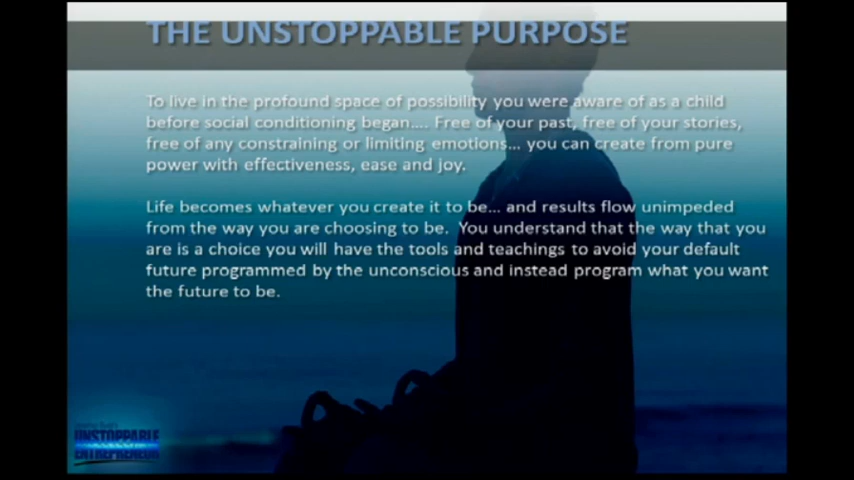 THE UNSTOPPABLE PURPOSE
To live in the profound space of possibility you were aware of as a child
before social conditioning began.... Free of your past, free of your stories,
free of any constraining or limiting emotions... you can create from pure
power with effectiveness, ease and joy.
Life becomes whatever you create it to be... and results flow unimpeded
from the way you are choosing to be. You understand that the way that you
are is a choice you will have the tools and teachings to avoid your default
future programmed by the unconscious and instead program what you want
the future to be.
UNSTOPPABLE
ENTREPRENEUR